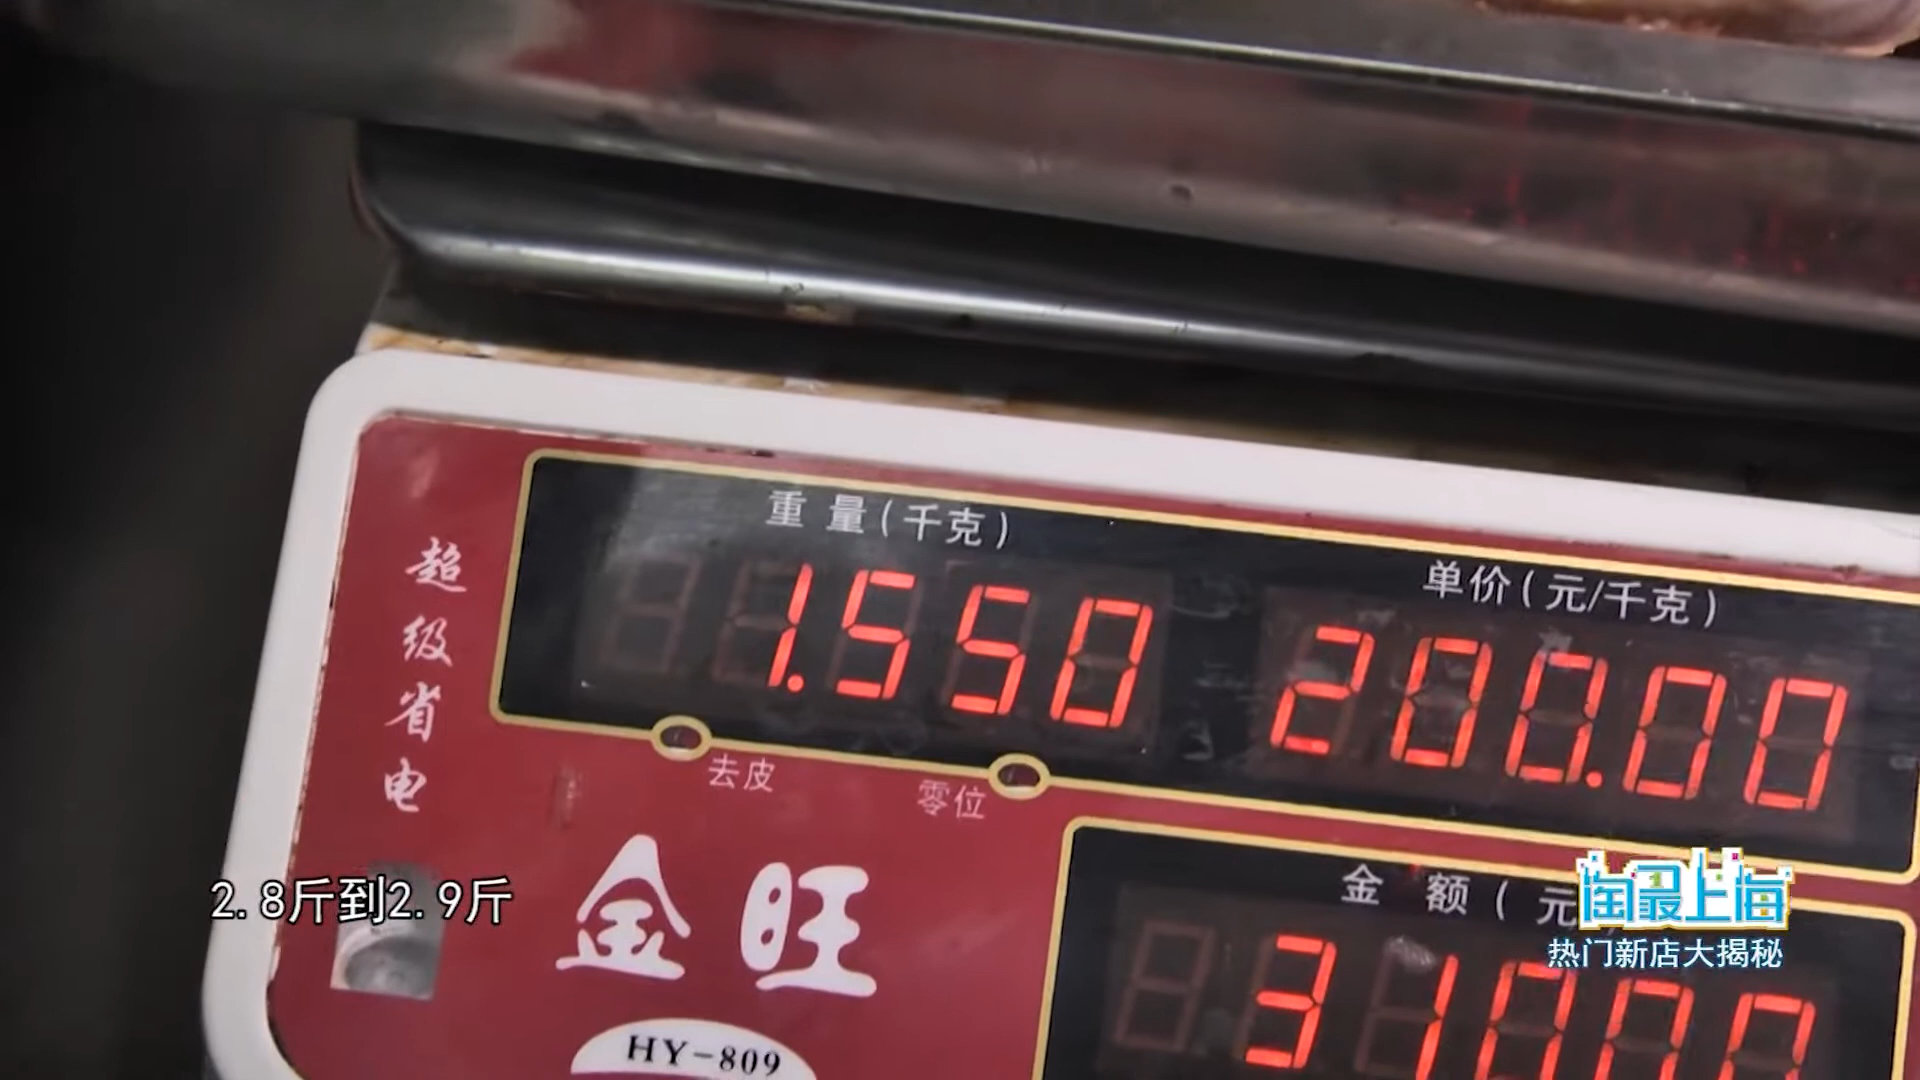 重量(千克)
1.550
单价(元/千克)
200.00
超级省电
去皮
零位
金额(元
310.00
金旺
HY-809
2.8斤到2.9斤
淘最上海
热门新店大揭秘